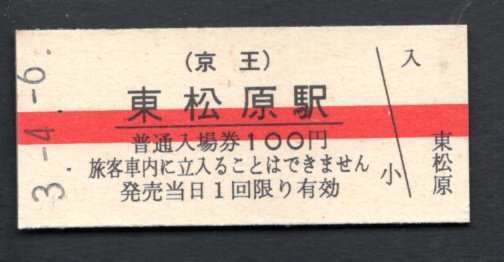 3.-4.-6.
（京王）
東松原駅
普通入場券100円
旅客車内に立入ることはできません
発売当日1回限り有効
入
小
東松原